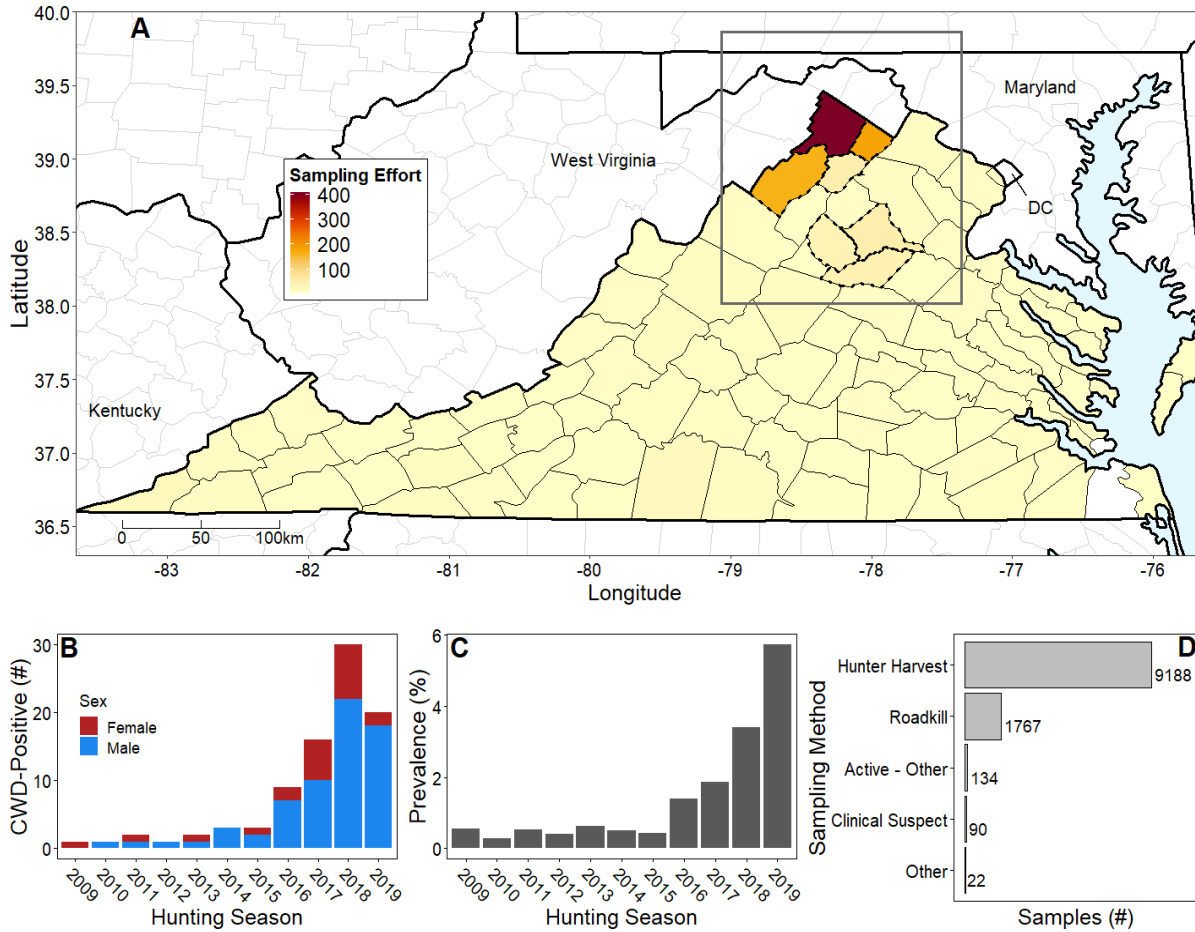 A
40.0
39.5
39.0
38.5
38.0
37.5
37.0
36.5
Latitude
Maryland
West Virginia
DC
Kentucky
Sampling Effort
400
300
200
100
0 50 100km
-83 -82 -81 -80 -79 -78 -77 -76
Longitude
B
CWD-Positive (#)
30
20
10
0
Sex
Female
Male
2009 2010 2011 2012 2013 2014 2015 2016 2017 2018 2019
Hunting Season
C
Prevalence (%)
6
4
2
0
2009 2010 2011 2012 2013 2014 2015 2016 2017 2018 2019
Hunting Season
D
Sampling Method
Hunter Harvest 9188
Roadkill 1767
Active - Other 134
Clinical Suspect 90
Other 22
Samples (#)